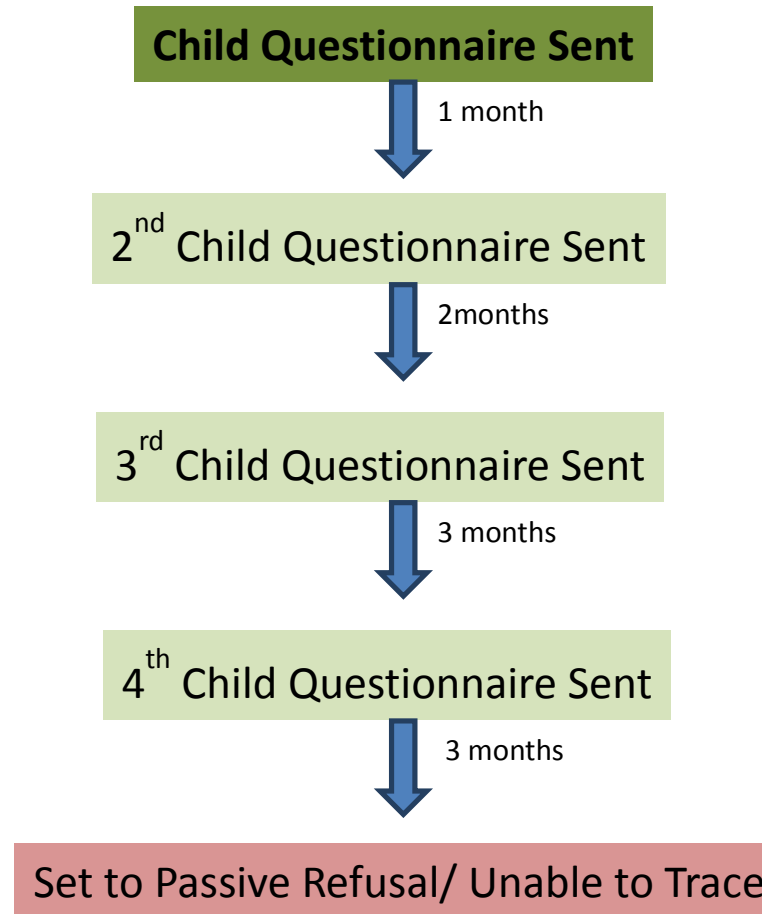 Child Questionnaire Sent
1 month
2nd Child Questionnaire Sent
2months
3rd Child Questionnaire Sent
3 months
4th Child Questionnaire Sent
3 months
Set to Passive Refusal/ Unable to Trace